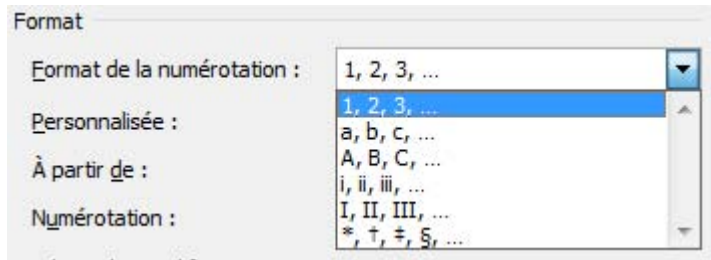 Format
Format de la numérotation : 1, 2, 3, ...
1, 2, 3, ...
Personnalisée :
a, b, c, ...
A, B, C, ...
À partir de :
i, ii, iii, ...
Numérotation :
I, II, III, ...
*, †, ‡, §, ...